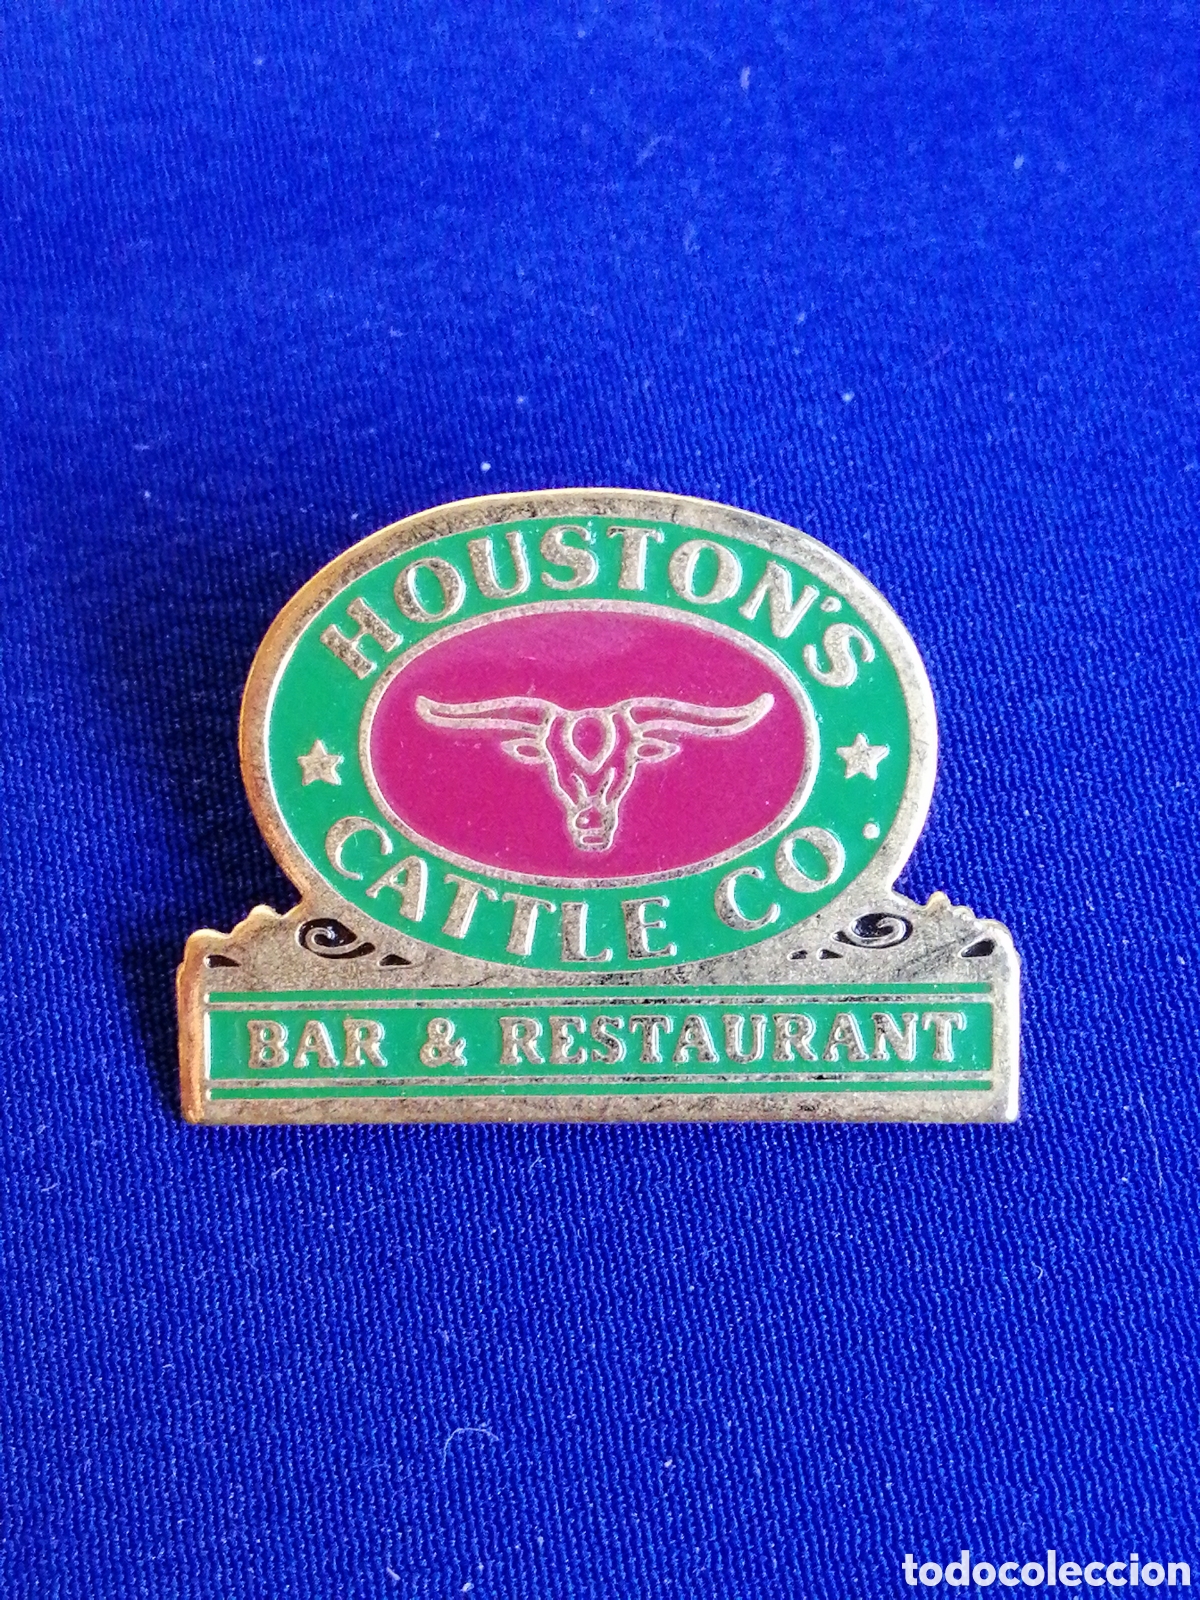 HOUSTON'S
CATTLE CO.
BAR & RESTAURANT
todocoleccion